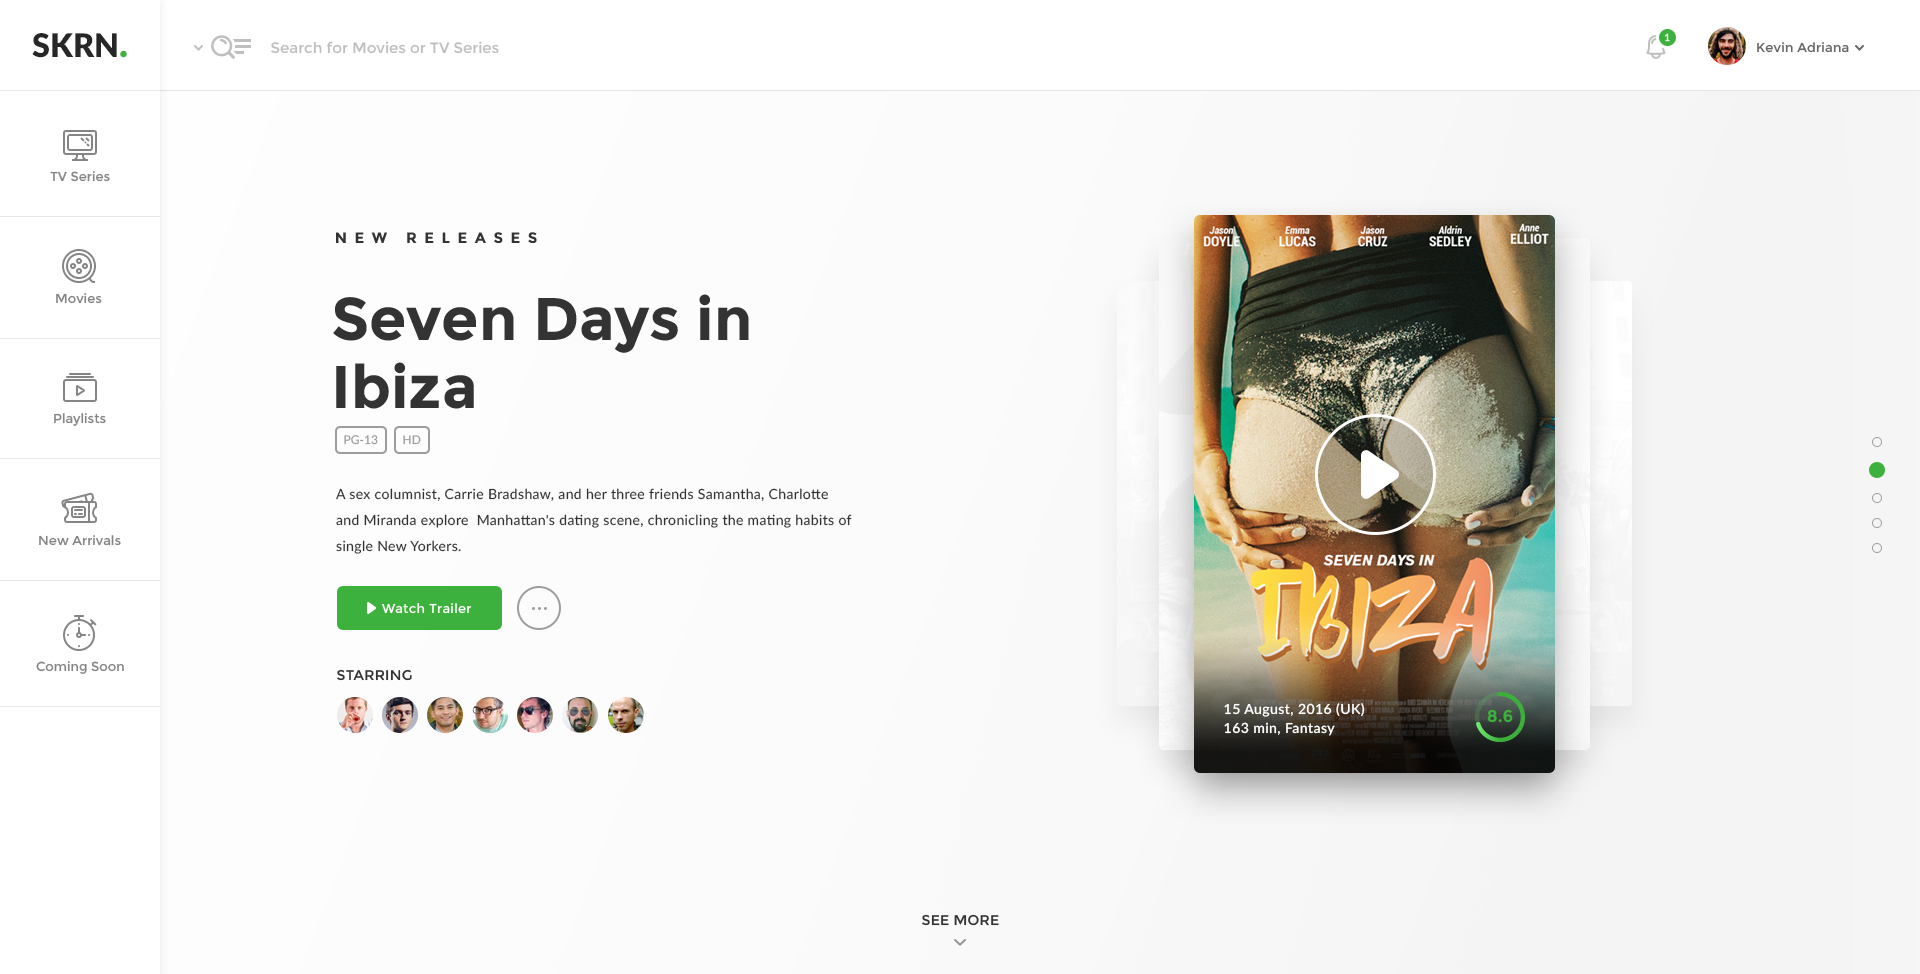 SKRN.
Search for Movies or TV Series
1
Kevin Adriana
TV Series
Movies
Playlists
New Arrivals
Coming Soon
NEW RELEASES
Seven Days in
Ibiza
PG-13
HD
A sex columnist, Carrie Bradshaw, and her three friends Samantha, Charlotte
and Miranda explore  Manhattan's dating scene, chronicling the mating habits of
single New Yorkers.
Watch Trailer
STARRING
Jason
DOYLE
Emma
LUCAS
Jason
CRUZ
Aldrin
SEDLEY
Anne
ELLIOT
SEVEN DAYS IN
IBIZA
15 August, 2016 (UK)
163 min, Fantasy
8.6
SEE MORE